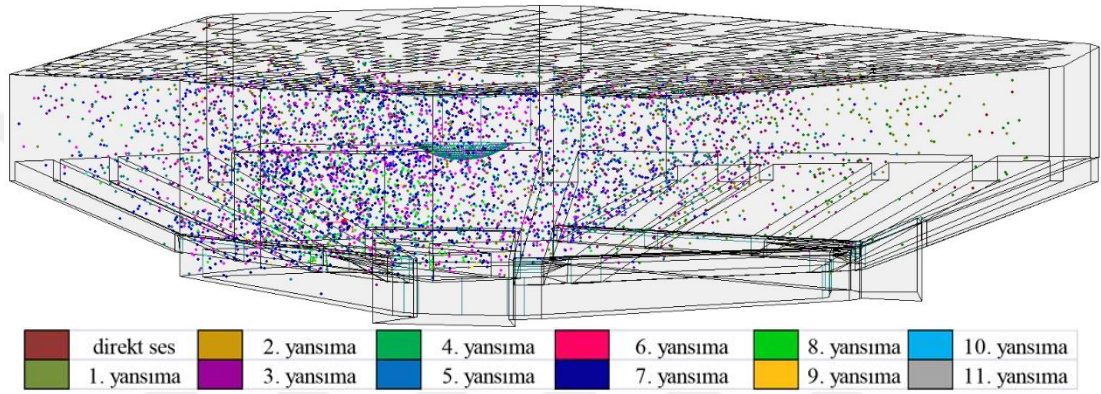 direkt ses 2. yansıma 4. yansıma 6. yansıma 8. yansıma 10. yansıma
1. yansıma 3. yansıma 5. yansıma 7. yansıma 9. yansıma 11. yansıma